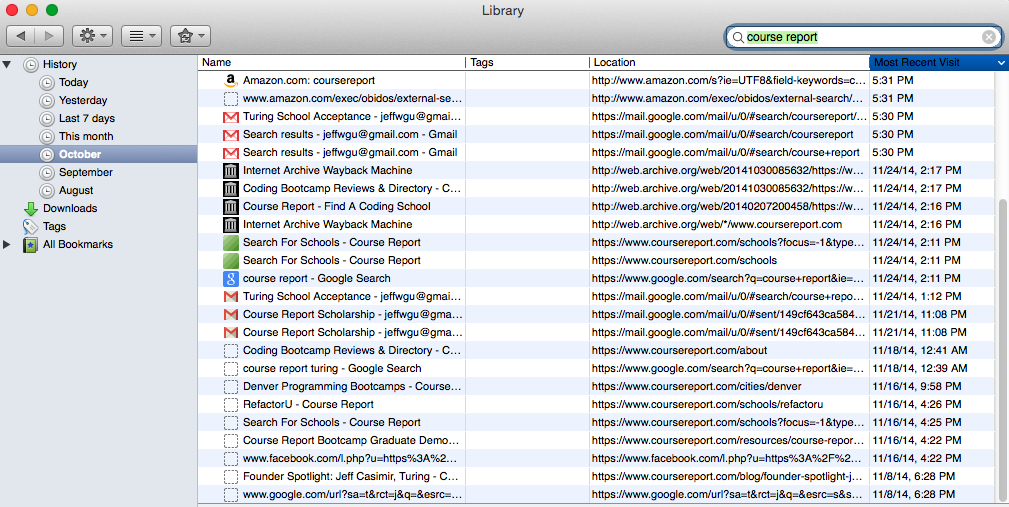 Library
course report
History
Today
Yesterday
Last 7 days
This month
October
September
August
Downloads
Tags
All Bookmarks
Name Tags Location Most Recent Visit
Amazon.com: coursereport http://www.amazon.com/s?ie=UTF8&field-keywords=c... 5:31 PM
www.amazon.com/exec/obidos/external-se... http://www.amazon.com/exec/obidos/external-search/... 5:31 PM
Turing School Acceptance - jeffwgu@gmai... https://mail.google.com/mail/u/0/#search/coursereport/... 5:30 PM
Search results - jeffwgu@gmail.com - Gmail https://mail.google.com/mail/u/0/#search/coursereport 5:30 PM
Search results - jeffwgu@gmail.com - Gmail https://mail.google.com/mail/u/0/#search/course+report 5:30 PM
Internet Archive Wayback Machine http://web.archive.org/web/20141030085632/https://w... 11/24/14, 2:17 PM
Coding Bootcamp Reviews & Directory - C... http://web.archive.org/web/20141030085632/https://w... 11/24/14, 2:17 PM
Course Report - Find A Coding School http://web.archive.org/web/20140207200458/https://w... 11/24/14, 2:16 PM
Internet Archive Wayback Machine http://web.archive.org/web/*/www.coursereport.com 11/24/14, 2:16 PM
Search For Schools - Course Report https://www.coursereport.com/schools?focus=-1&type... 11/24/14, 2:11 PM
Search For Schools - Course Report https://www.coursereport.com/schools 11/24/14, 2:11 PM
course report - Google Search https://www.google.com/search?q=course+report&ie=... 11/24/14, 2:11 PM
Turing School Acceptance - jeffwgu@gmai... https://mail.google.com/mail/u/0/#search/course+repo... 11/24/14, 1:12 PM
Course Report Scholarship - jeffwgu@gma... https://mail.google.com/mail/u/0/#sent/149cf643ca584... 11/21/14, 11:08 PM
Course Report Scholarship - jeffwgu@gma... https://mail.google.com/mail/u/0/#sent/149cf643ca584... 11/21/14, 11:08 PM
Coding Bootcamp Reviews & Directory - C... https://www.coursereport.com/about 11/18/14, 12:41 AM
course report turing - Google Search https://www.google.com/search?q=course+report&ie=... 11/18/14, 12:39 AM
Denver Programming Bootcamps - Course... https://www.coursereport.com/cities/denver 11/16/14, 9:58 PM
RefactorU - Course Report https://www.coursereport.com/schools/refactoru 11/16/14, 4:26 PM
Search For Schools - Course Report https://www.coursereport.com/schools?focus=-1&type... 11/16/14, 4:25 PM
Course Report Bootcamp Graduate Demo... https://www.coursereport.com/resources/course-repor... 11/16/14, 4:22 PM
www.facebook.com/l.php?u=https%3A%2... https://www.facebook.com/l.php?u=https%3A%2F%2... 11/16/14, 4:22 PM
Founder Spotlight: Jeff Casimir, Turing - C... https://www.coursereport.com/blog/founder-spotlight-j... 11/8/14, 6:28 PM
www.google.com/url?sa=t&rct=j&q=&esrc=... https://www.google.com/url?sa=t&rct=j&q=&esrc=s&s... 11/8/14, 6:28 PM